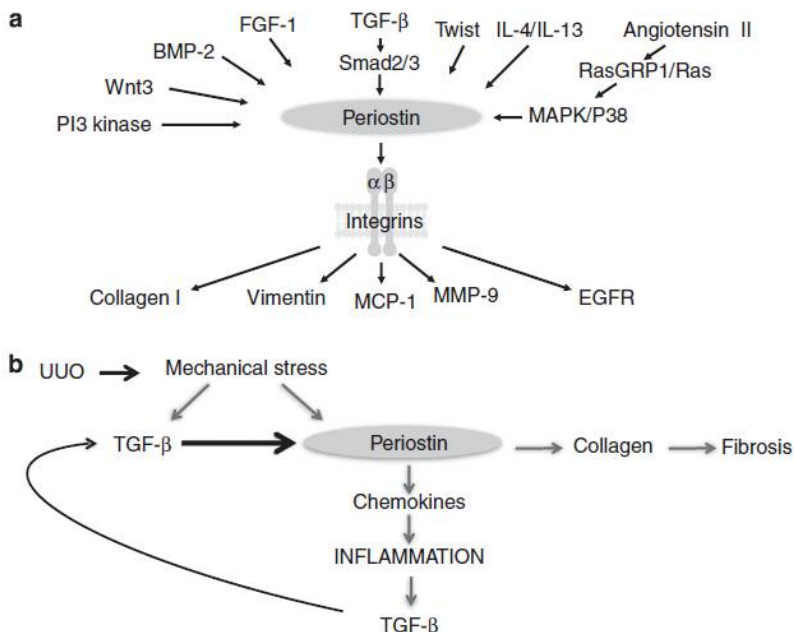 a
FGF-1
TGF-β
Twist
IL-4/IL-13
Angiotensin II
BMP-2
Smad2/3
RasGRP1/Ras
Wnt3
Periostin
MAPK/P38
PI3 kinase
αβ
Integrins
Collagen I
Vimentin
MCP-1
MMP-9
EGFR
b
UUO
Mechanical stress
TGF-β
Periostin
Collagen
Fibrosis
Chemokines
INFLAMMATION
TGF-β